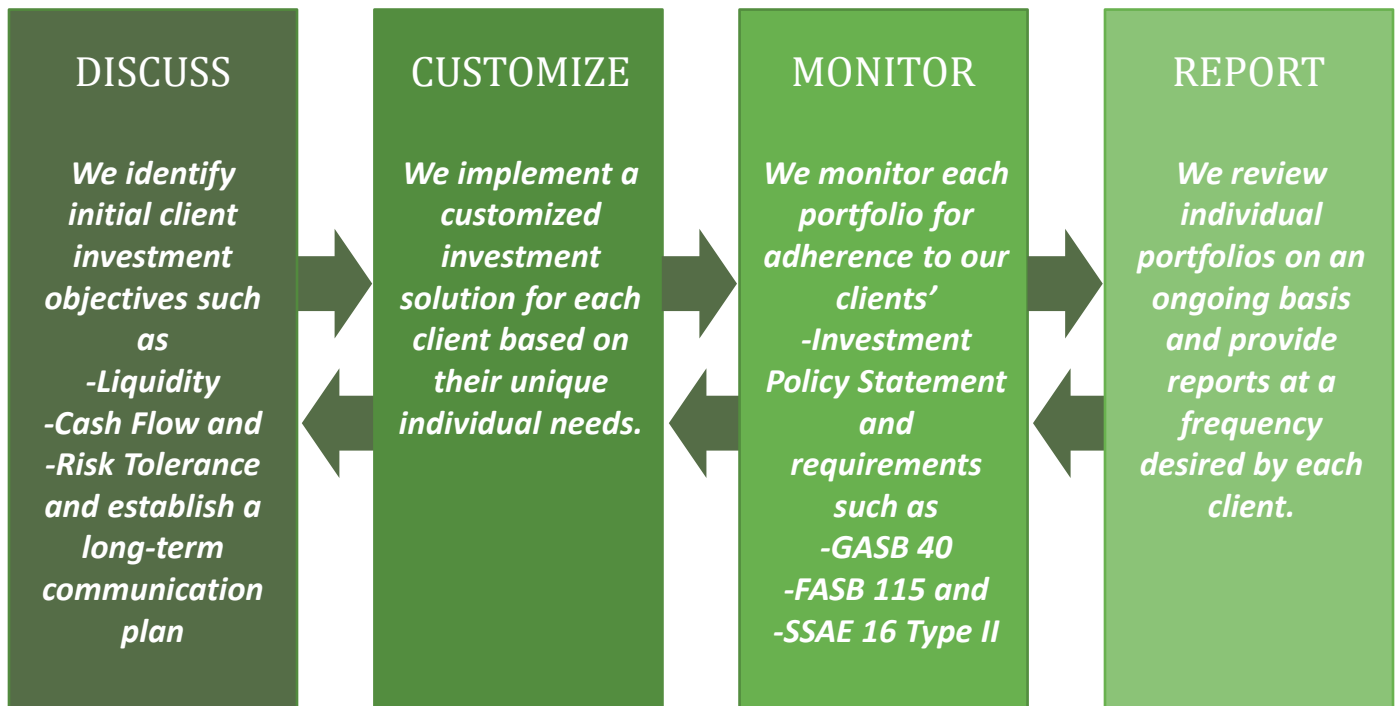 DISCUSS
We identify
initial client
investment
objectives such
as
-Liquidity
-Cash Flow and
-Risk Tolerance
and establish a
long-term
communication
plan
CUSTOMIZE
We implement a
customized
investment
solution for each
client based on
their unique
individual needs.
MONITOR
We monitor each
portfolio for
adherence to our
clients’
-Investment
Policy Statement
and
requirements
such as
-GASB 40
-FASB 115 and
-SSAE 16 Type II
REPORT
We review
individual
portfolios on an
ongoing basis
and provide
reports at a
frequency
desired by each
client.